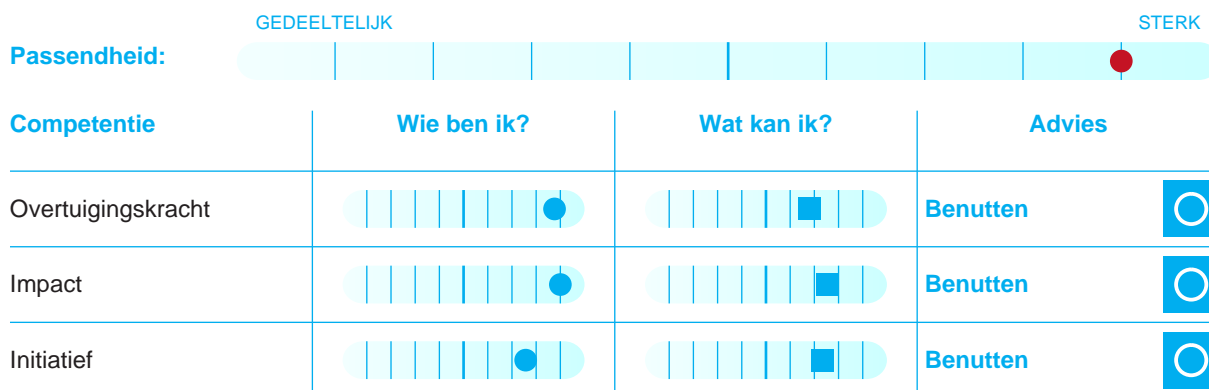 GEDEELTELIJK STERK
Passendheid:
Competentie Wie ben ik? Wat kan ik? Advies
Overtuigingskracht Benutten
Impact Benutten
Initiatief Benutten